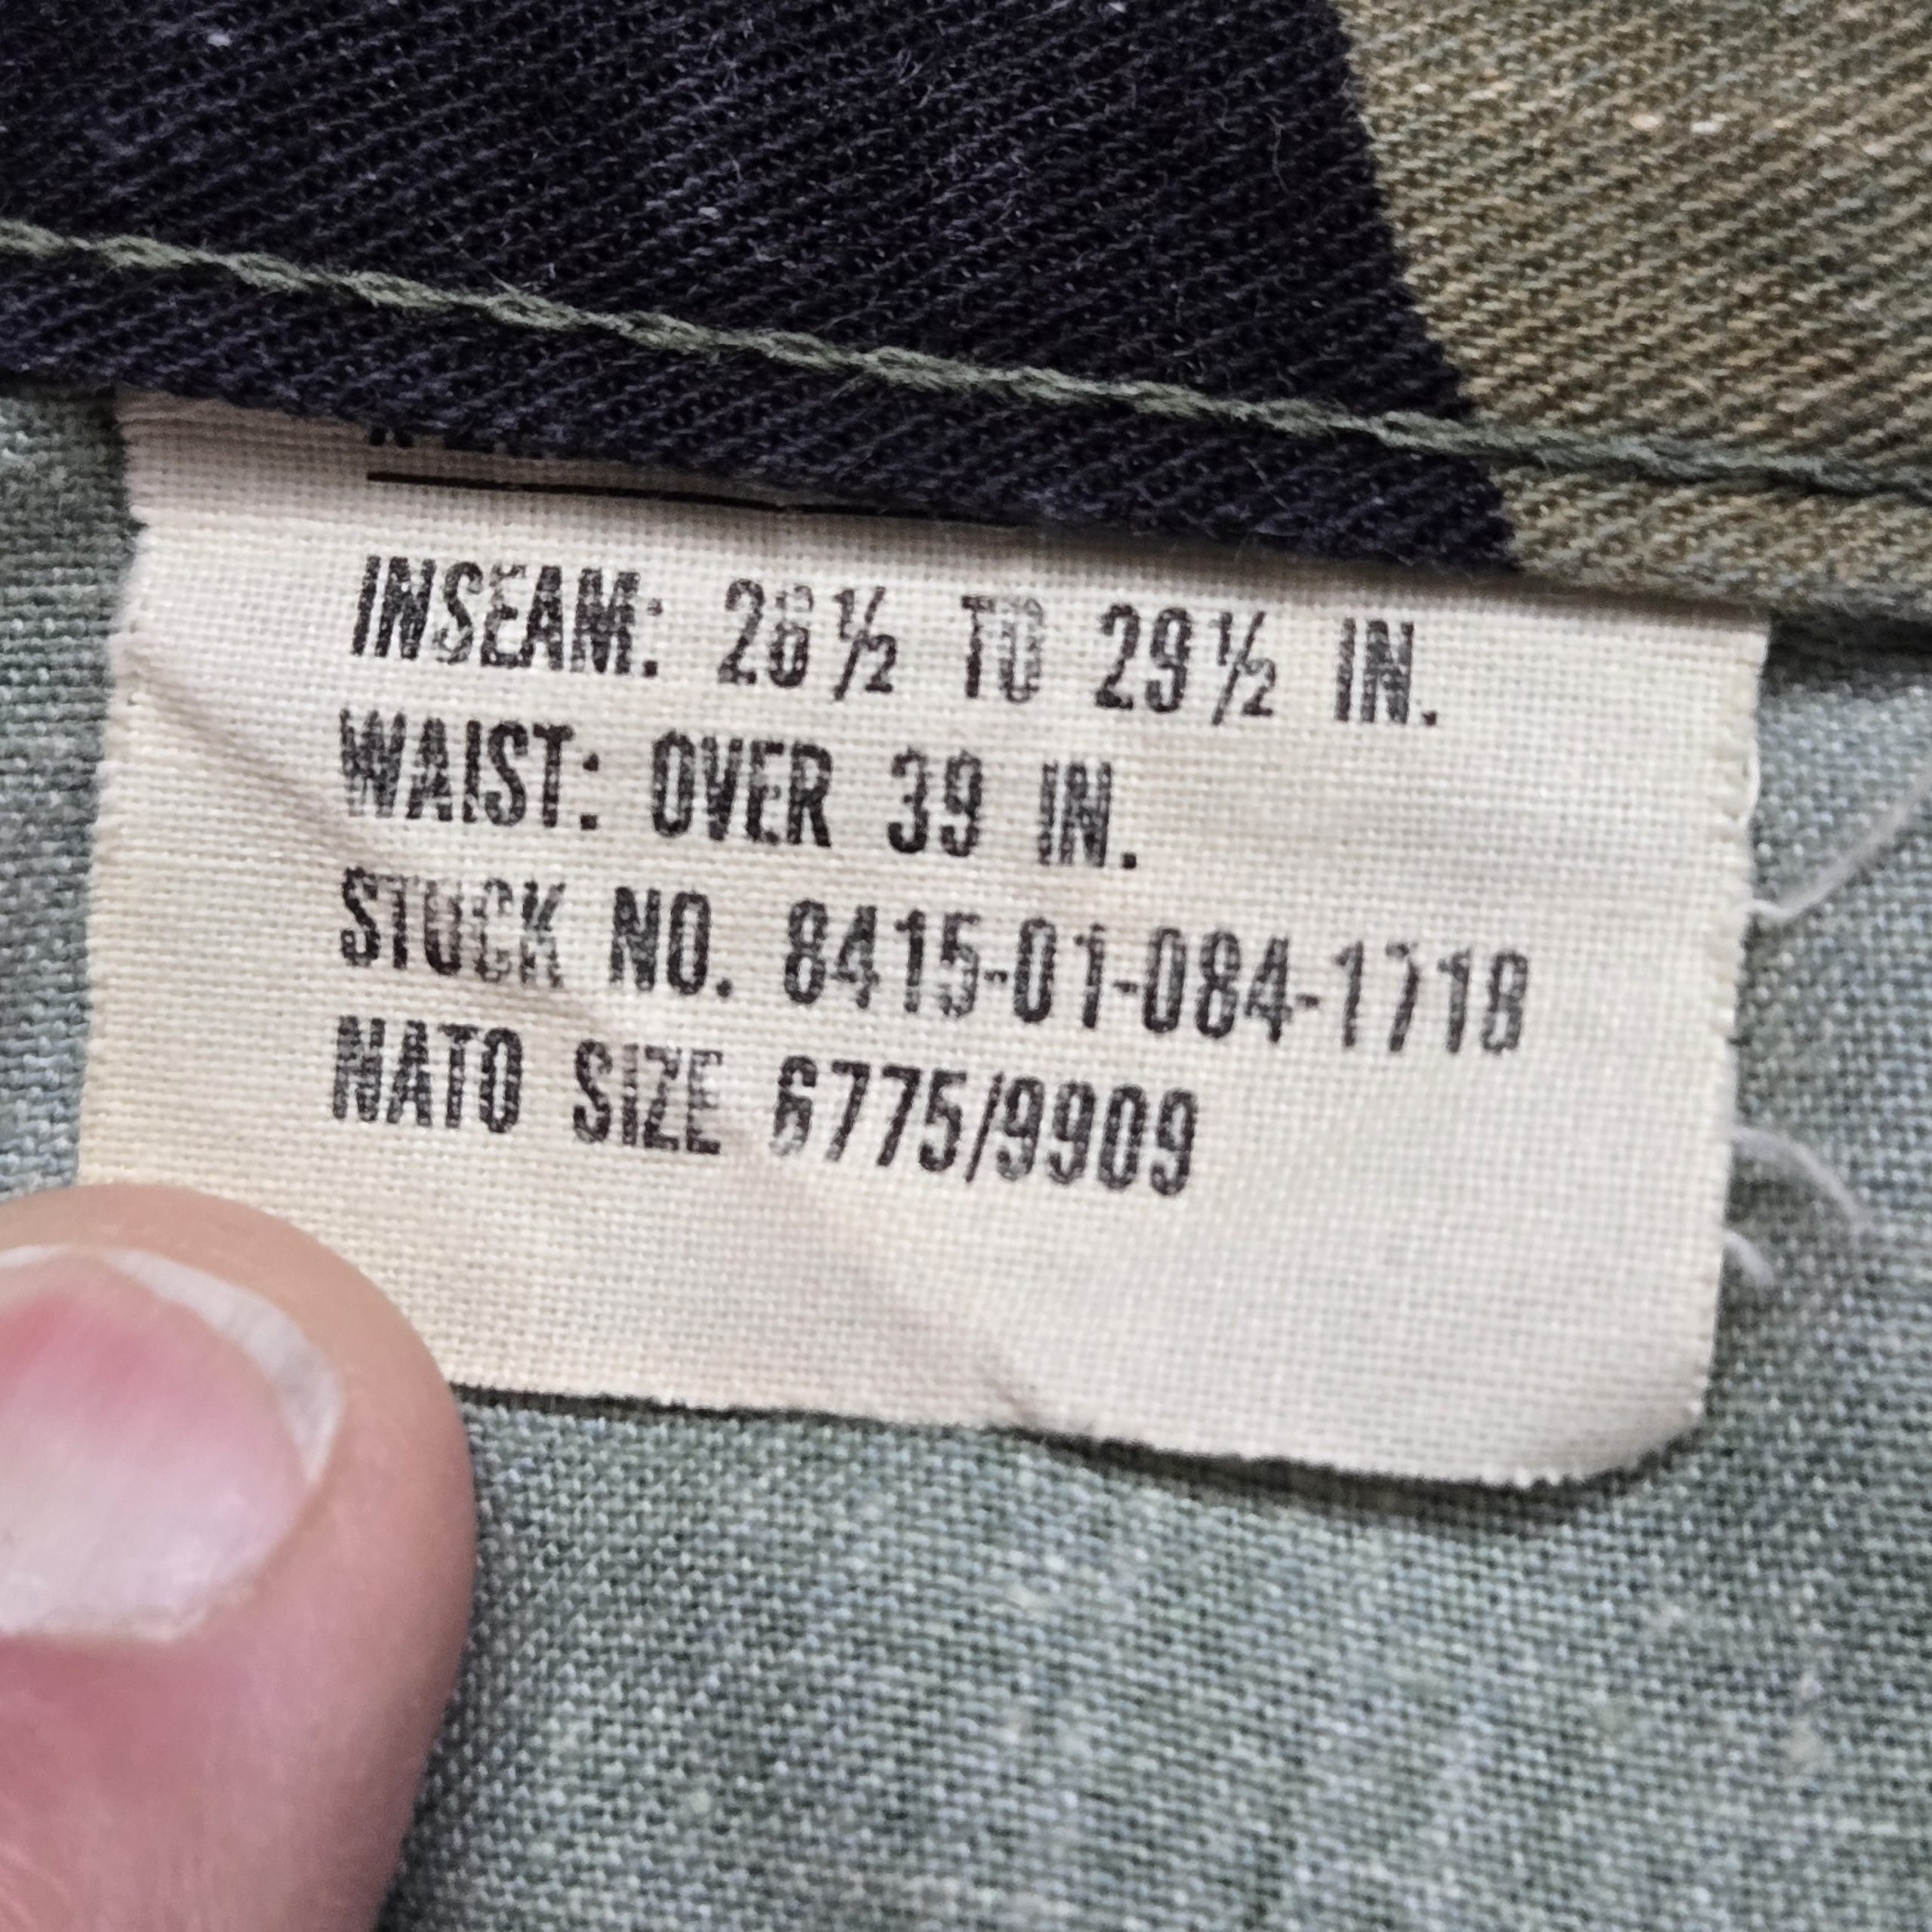 INSEAM: 26½ TO 29½ IN.
WAIST: OVER 39 IN.
STOCK NO. 8415-01-084-1718
NATO SIZE 6775/9909